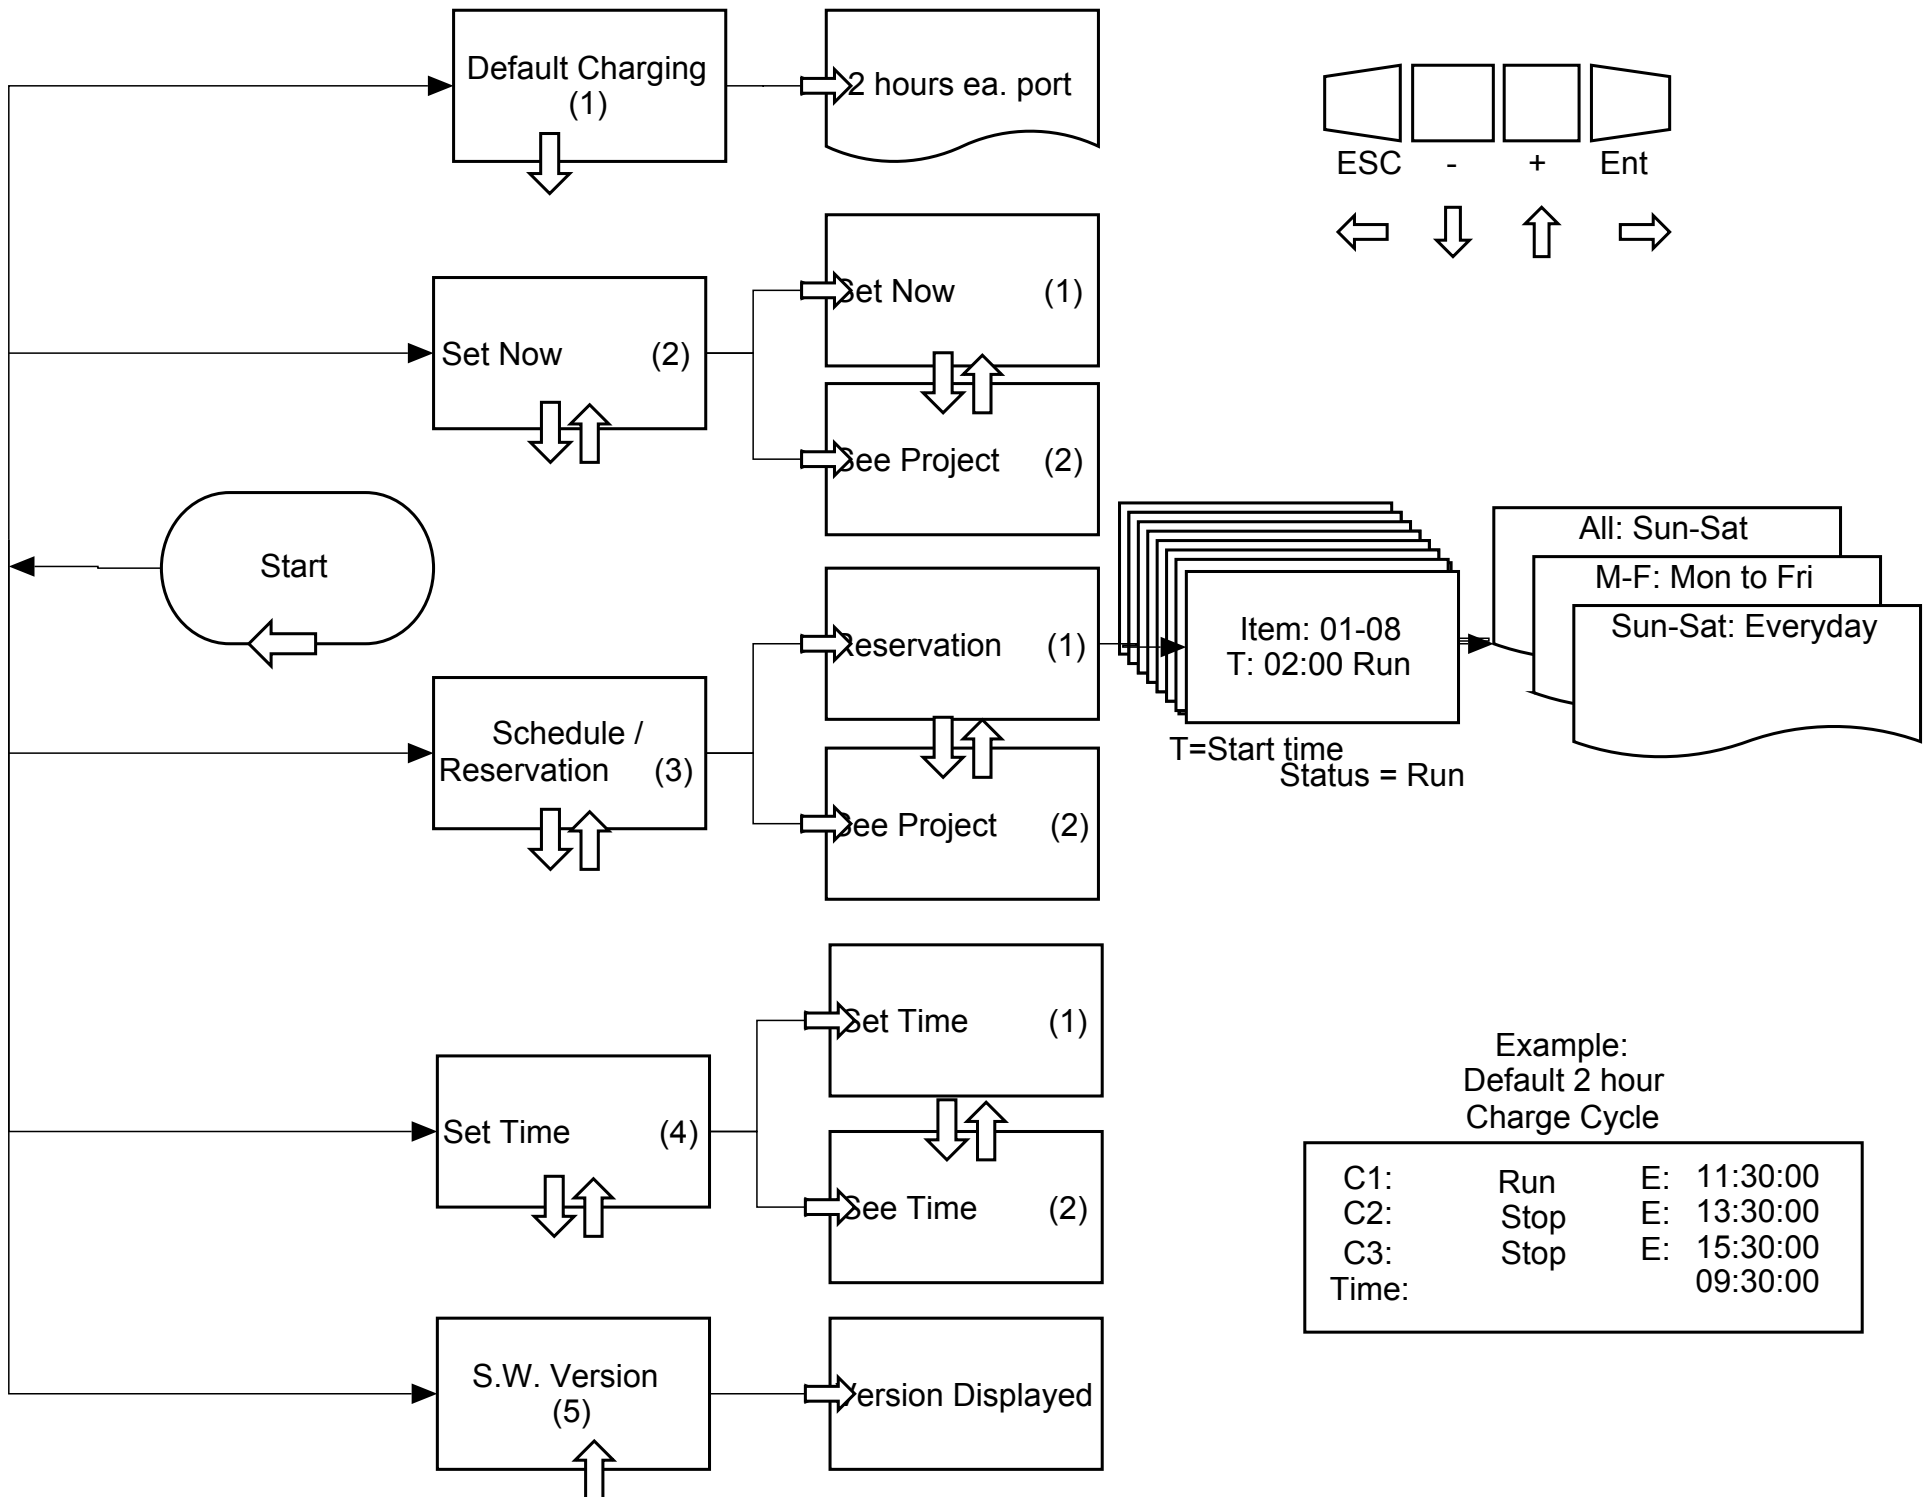 Default Charging
(1)
2 hours ea. port
ESC - + Ent
Set Now (2)
Set Now (1)
See Project (2)
Start
Schedule /
Reservation (3)
Reservation (1)
See Project (2)
Item: 01-08
T: 02:00 Run
T=Start time
Status = Run
All: Sun-Sat
M-F: Mon to Fri
Sun-Sat: Everyday
Set Time (4)
Set Time (1)
See Time (2)
S.W. Version
(5)
Version Displayed
Example:
Default 2 hour
Charge Cycle
C1: Run E: 11:30:00
C2: Stop E: 13:30:00
C3: Stop E: 15:30:00
Time: 09:30:00